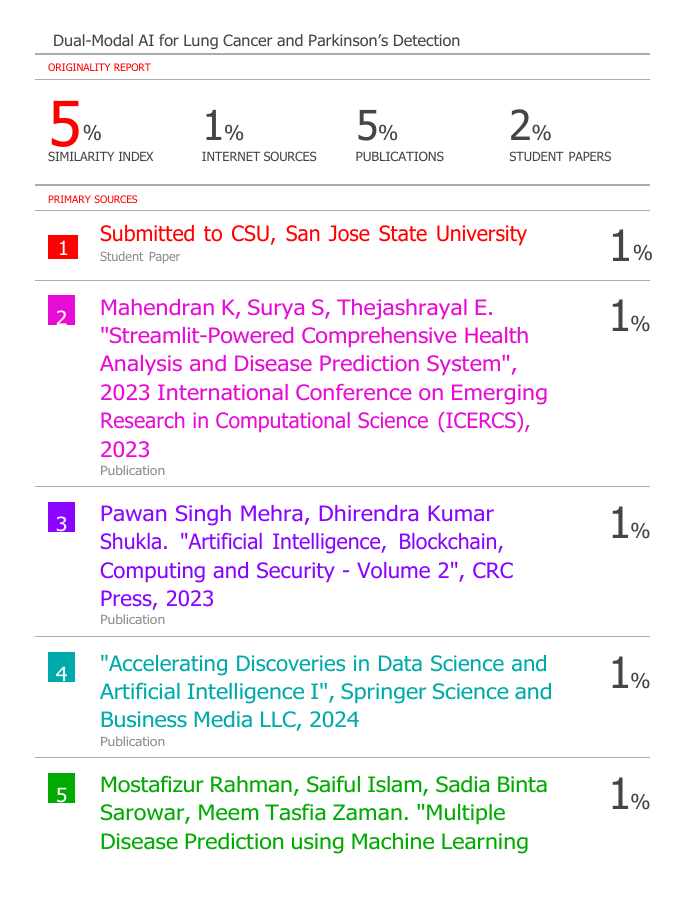 Dual-Modal AI for Lung Cancer and Parkinson's Detection
ORIGINALITY REPORT
5% 1% 5% 2%
SIMILARITY INDEX INTERNET SOURCES PUBLICATIONS STUDENT PAPERS
PRIMARY SOURCES
1 Submitted to CSU, San Jose State University 1%
Student Paper
2 Mahendran K, Surya S, Thejashrayal E. 1%
"Streamlit-Powered Comprehensive Health
Analysis and Disease Prediction System",
2023 International Conference on Emerging
Research in Computational Science (ICERCS),
2023
Publication
3 Pawan Singh Mehra, Dhirendra Kumar 1%
Shukla. "Artificial Intelligence, Blockchain,
Computing and Security - Volume 2", CRC
Press, 2023
Publication
4 "Accelerating Discoveries in Data Science and 1%
Artificial Intelligence I", Springer Science and
Business Media LLC, 2024
Publication
5 Mostafizur Rahman, Saiful Islam, Sadia Binta 1%
Sarowar, Meem Tasfia Zaman. "Multiple
Disease Prediction using Machine Learning